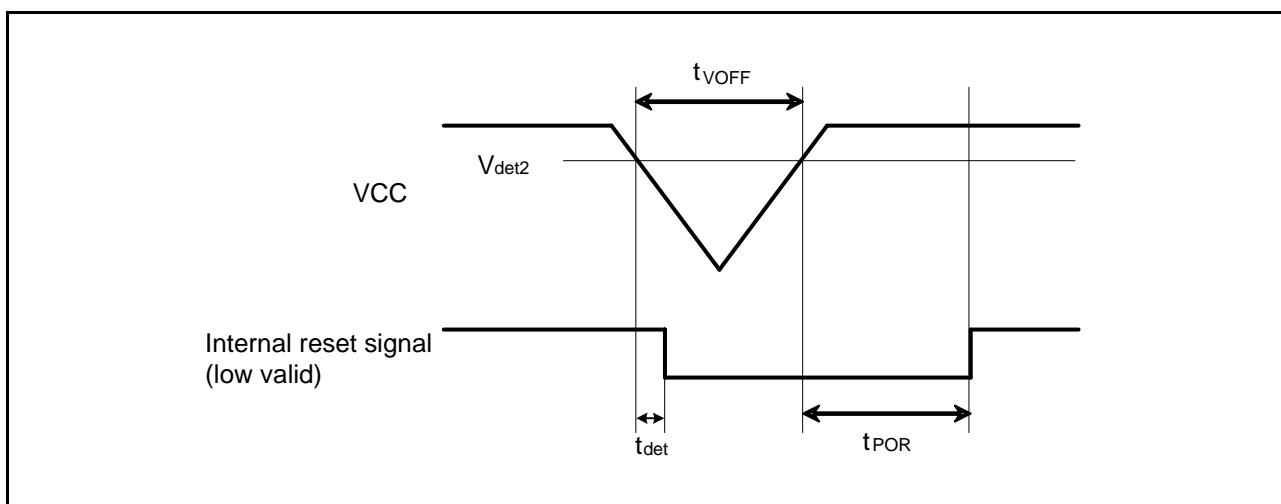 tVOFF
Vdet2
VCC
Internal reset signal
(low valid)
tdet
tPOR